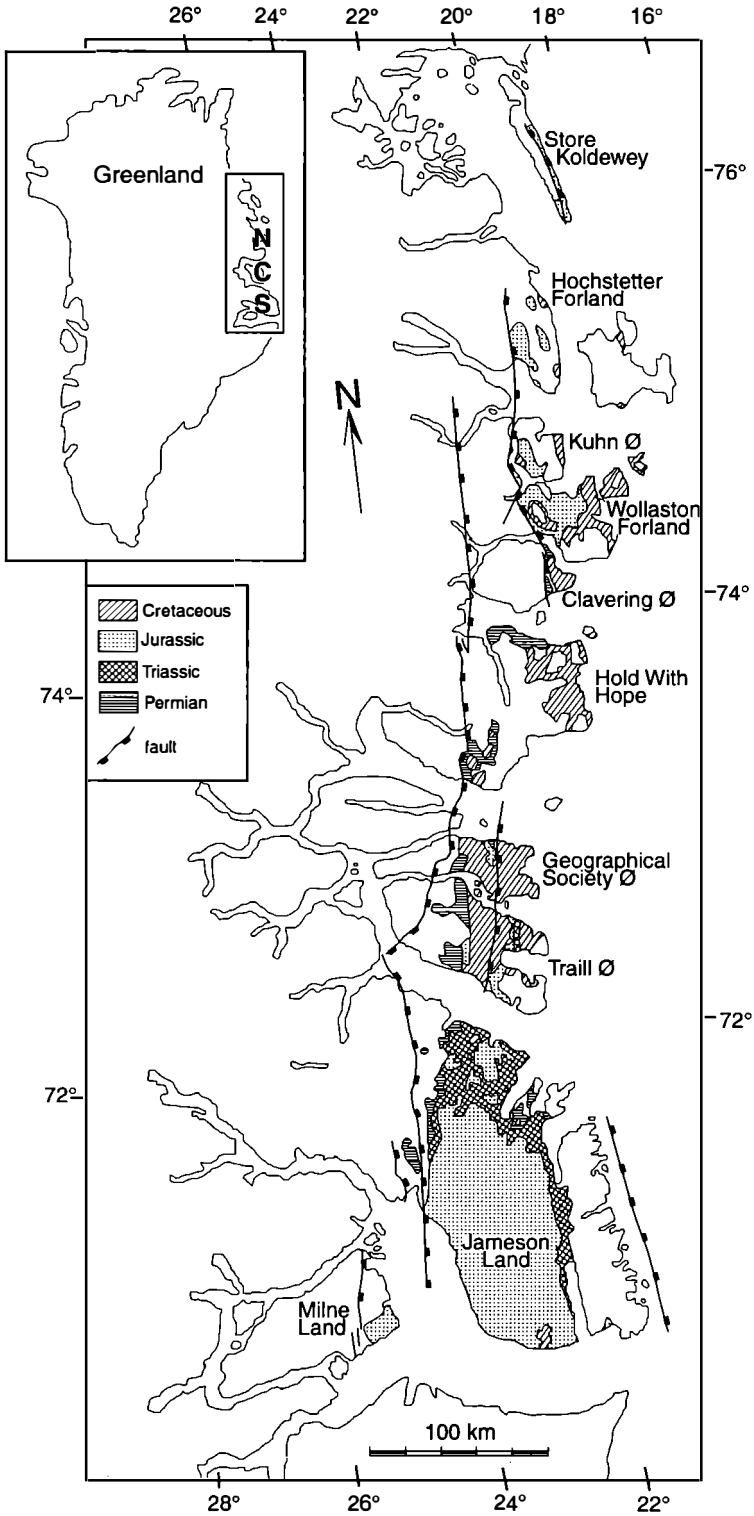 26° 24° 22° 20° 18° 16°
Greenland
N
C
S
Store
Koldewey
76°
Hochstetter
Forland
N
Kuhn Ø
Wollaston
Forland
74°
Clavering Ø
Cretaceous
Jurassic
Triassic
Permian
fault
Hold With
Hope
74°
Geographical
Society Ø
Traill Ø
72°
72°
Jameson
Land
Milne
Land
100 km
28° 26° 24° 22°